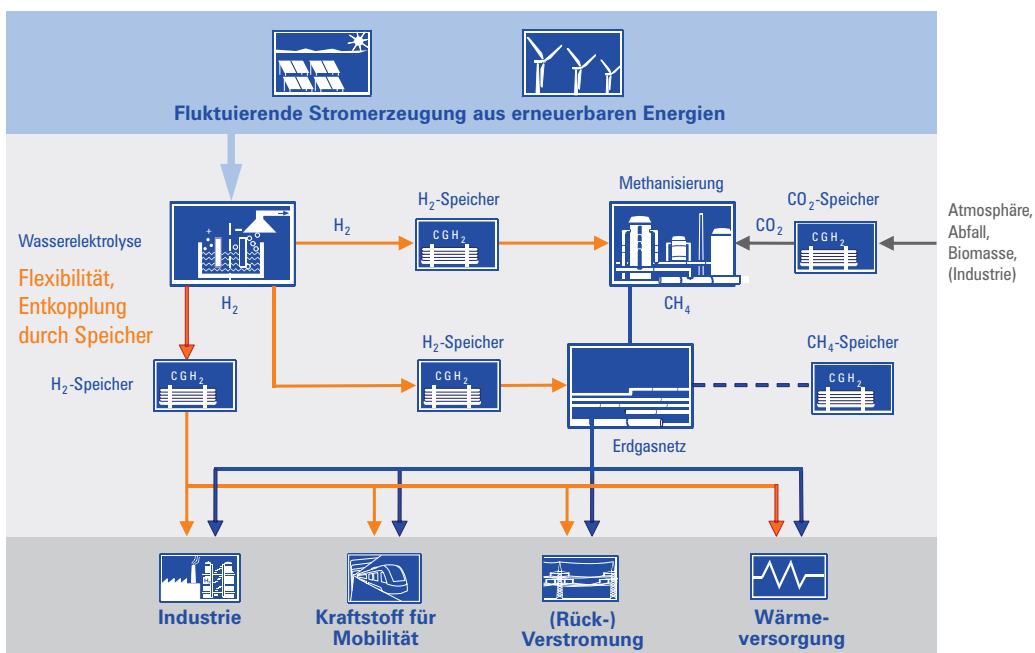 Fluktuierende Stromerzeugung aus erneuerbaren Energien
Wasserelektrolyse
Flexibilität,
Entkopplung
durch Speicher
H₂
H₂-Speicher
CGH₂
Methanisierung
CO₂
CO₂-Speicher
CGH₂
Atmosphäre,
Abfall,
Biomasse,
(Industrie)
H₂
CH₄
H₂-Speicher
CGH₂
H₂-Speicher
CGH₂
Erdgasnetz
CH₄-Speicher
CGH₂
Industrie
Kraftstoff für
Mobilität
(Rück-)
Verstromung
Wärme-
versorgung